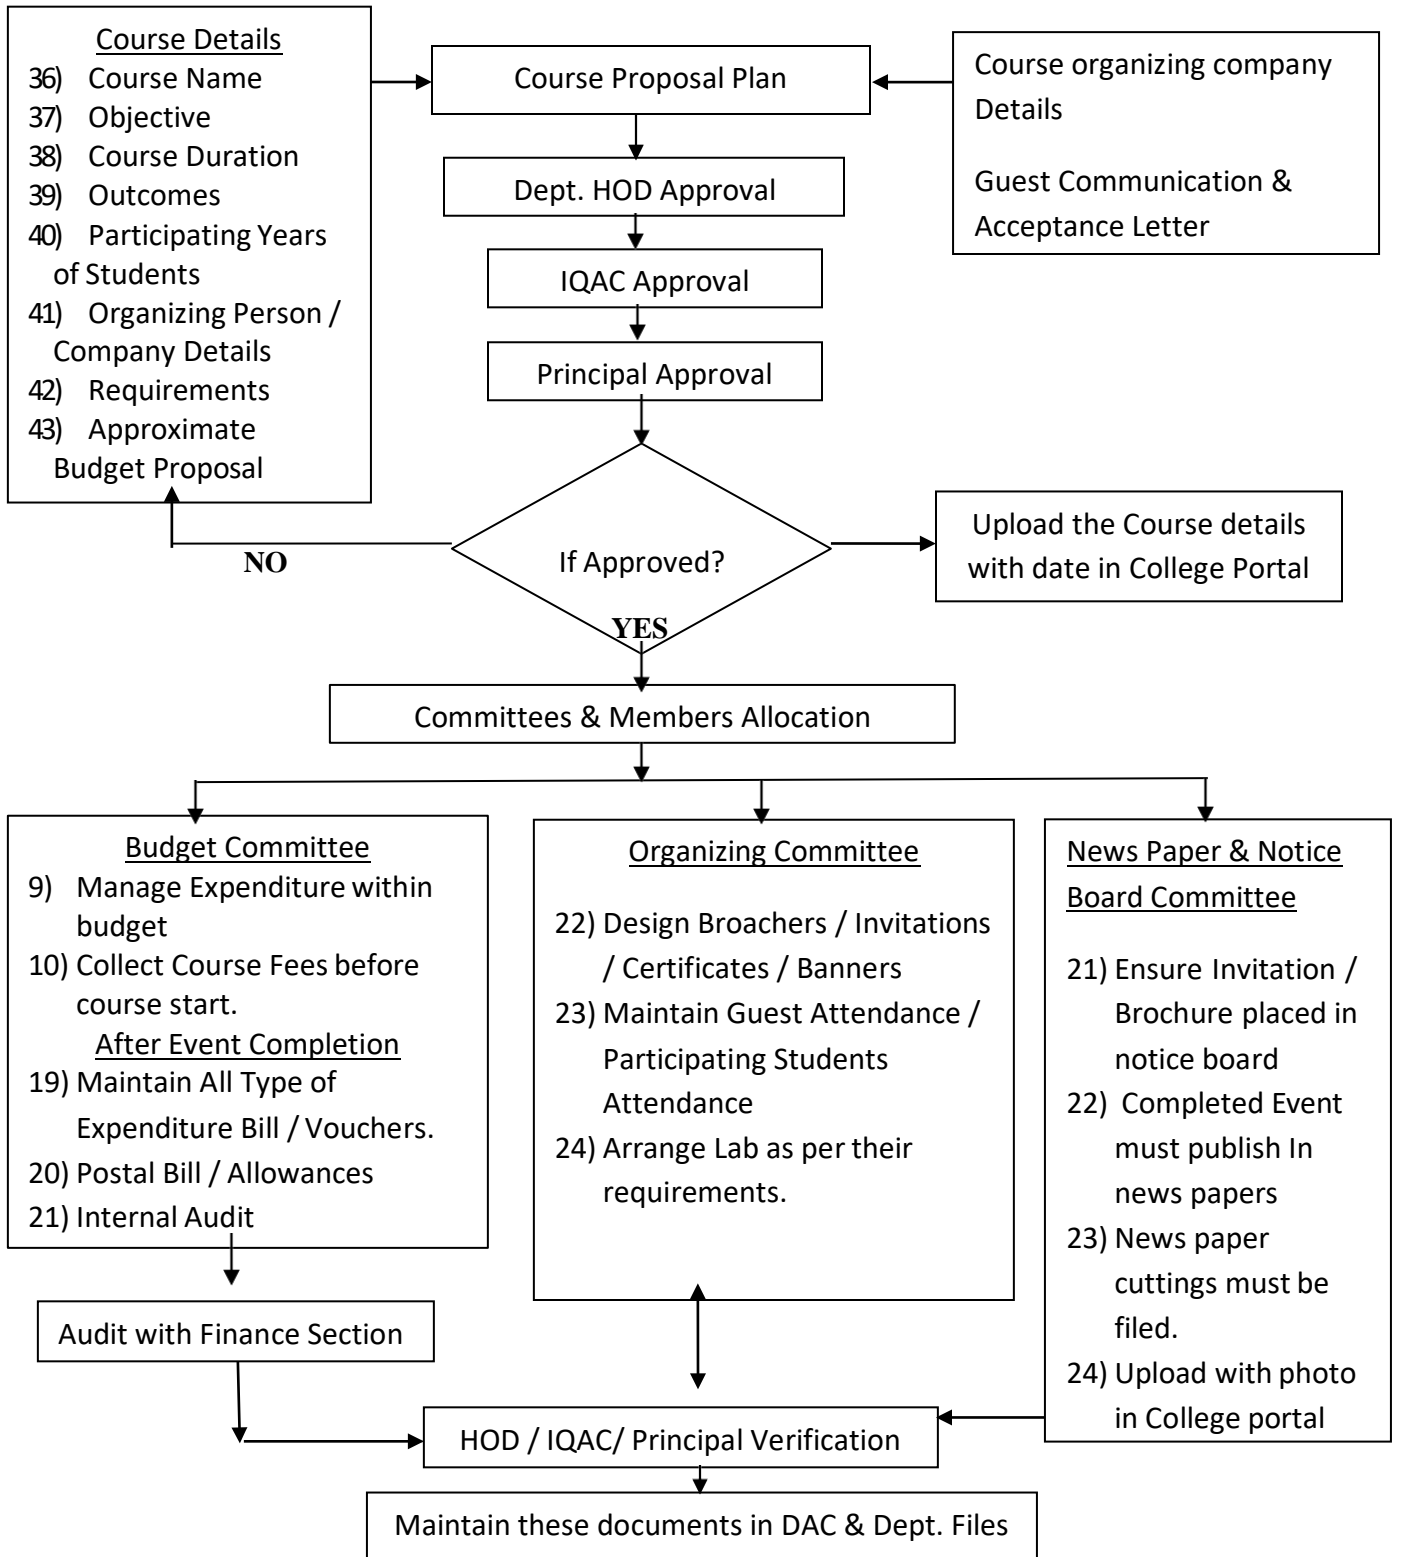 Course Details
36) Course Name
37) Objective
38) Course Duration
39) Outcomes
40) Participating Years
of Students
41) Organizing Person /
Company Details
42) Requirements
43) Approximate
Budget Proposal
Course Proposal Plan
Course organizing company
Details
Guest Communication &
Acceptance Letter
Dept. HOD Approval
IQAC Approval
Principal Approval
If Approved?
NO
YES
Upload the Course details
with date in College Portal
Committees & Members Allocation
Budget Committee
9) Manage Expenditure within
budget
10) Collect Course Fees before
course start.
After Event Completion
19) Maintain All Type of
Expenditure Bill / Vouchers.
20) Postal Bill / Allowances
21) Internal Audit
Organizing Committee
22) Design Broachers / Invitations
/ Certificates / Banners
23) Maintain Guest Attendance /
Participating Students
Attendance
24) Arrange Lab as per their
requirements.
News Paper & Notice
Board Committee
21) Ensure Invitation /
Brochure placed in
notice board
22) Completed Event
must publish In
news papers
23) News paper
cuttings must be
filed.
24) Upload with photo
in College portal
Audit with Finance Section
HOD / IQAC/ Principal Verification
Maintain these documents in DAC & Dept. Files